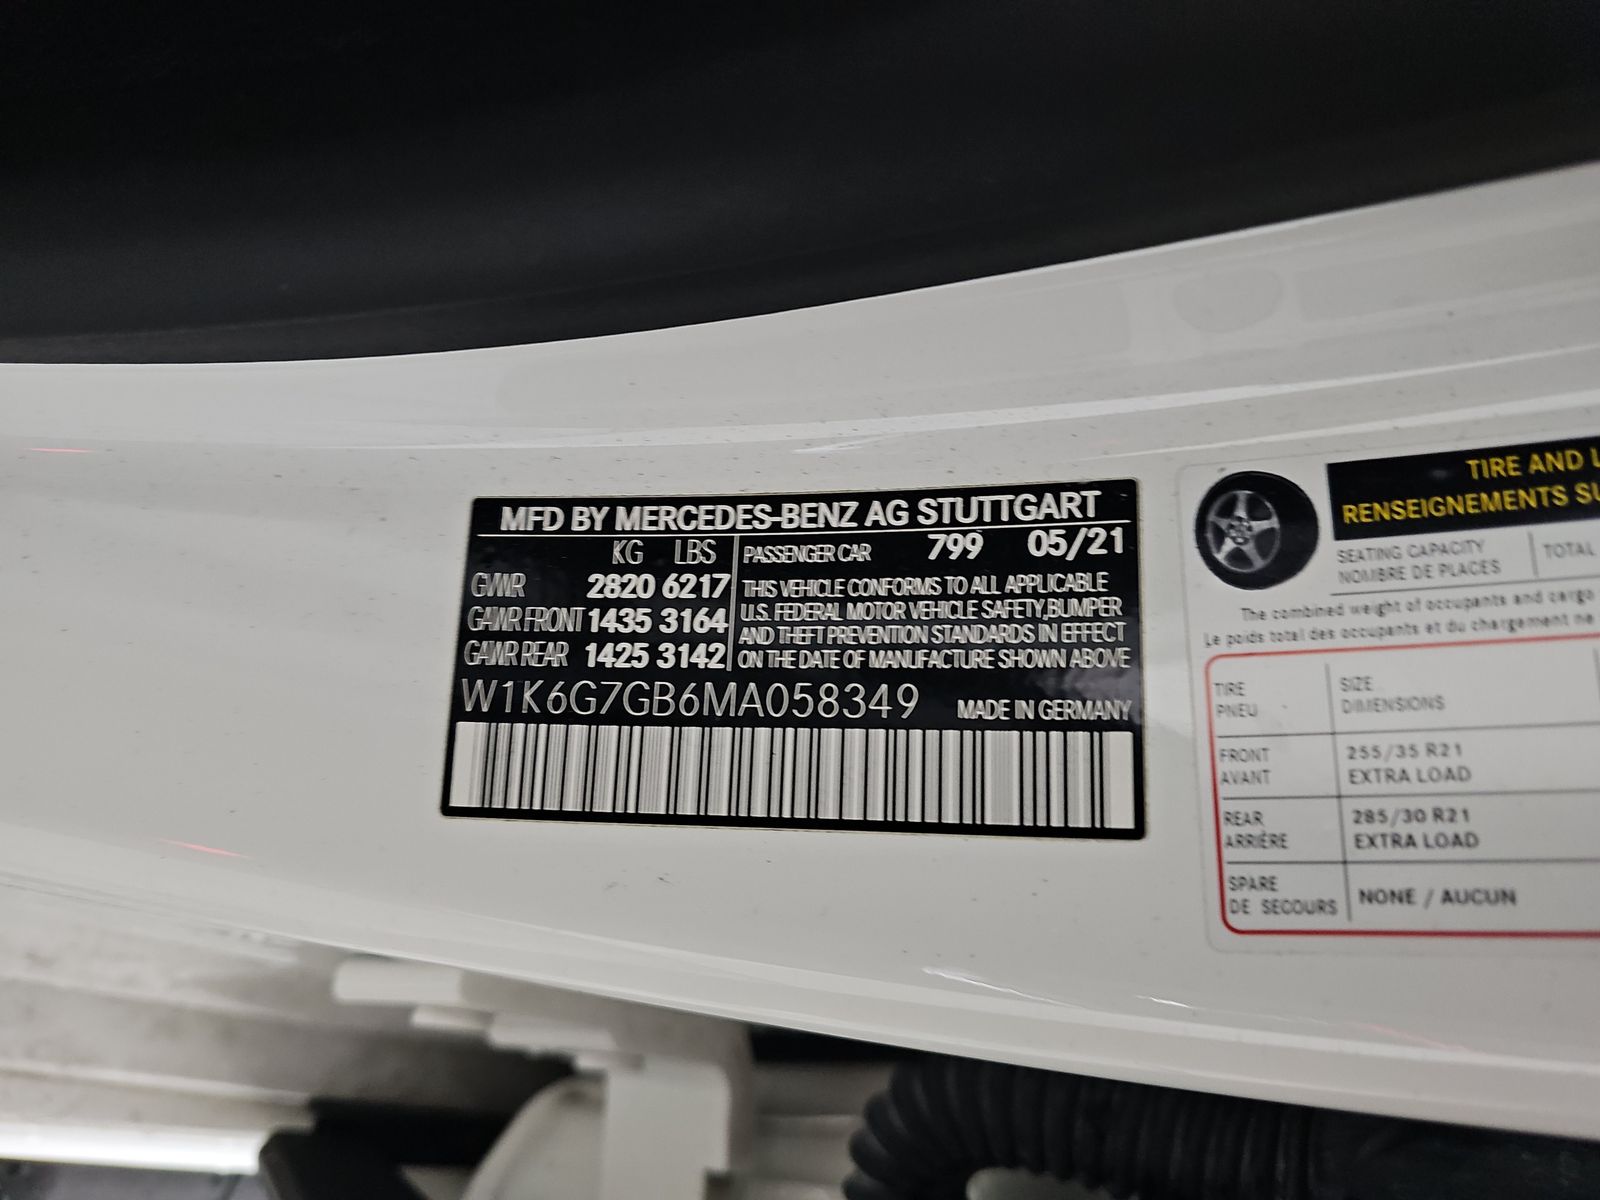 MFD BY MERCEDES-BENZ AG STUTTGART
KG LBS PASSENGER CAR 799 05/21
GVWR 2820 6217
GAWR FRONT 1435 3164
GAWR REAR 1425 3142
THIS VEHICLE CONFORMS TO ALL APPLICABLE
U.S. FEDERAL MOTOR VEHICLE SAFETY,BUMPER
AND THEFT PREVENTION STANDARDS IN EFFECT
ON THE DATE OF MANUFACTURE SHOWN ABOVE
W1K6G7GB6MA058349 MADE IN GERMANY
TIRE AND
RENSEIGNEMENTS
SEATING CAPACITY TOTAL
NOMBRE DE PLACES
The combined weight of occupants and cargo
Le poids total des occupants et du chargement ne
TIRE SIZE
PNEU DIMENSIONS
FRONT 255/35 R21
AVANT EXTRA LOAD
REAR 285/30 R21
ARRIÈRE EXTRA LOAD
SPARE NONE / AUCUN
DE SECOURS